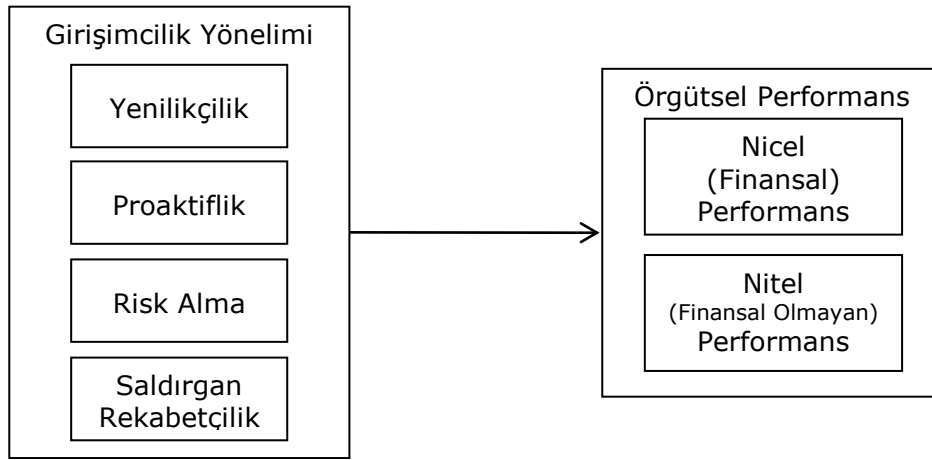 Girişimcilik Yönelimi
Yenilikçilik
Proaktiflik
Risk Alma
Saldırgan
Rekabetçilik
Örgütsel Performans
Nicel
(Finansal)
Performans
Nitel
(Finansal Olmayan)
Performans